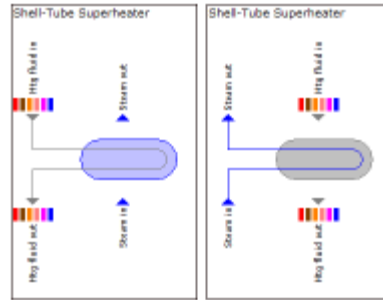 Shell-Tube Superheater
Htg fluid in
Steam out
Htg fluid out
Steam in
Shell-Tube Superheater
Steam out
Htg fluid in
Steam in
Htg fluid out